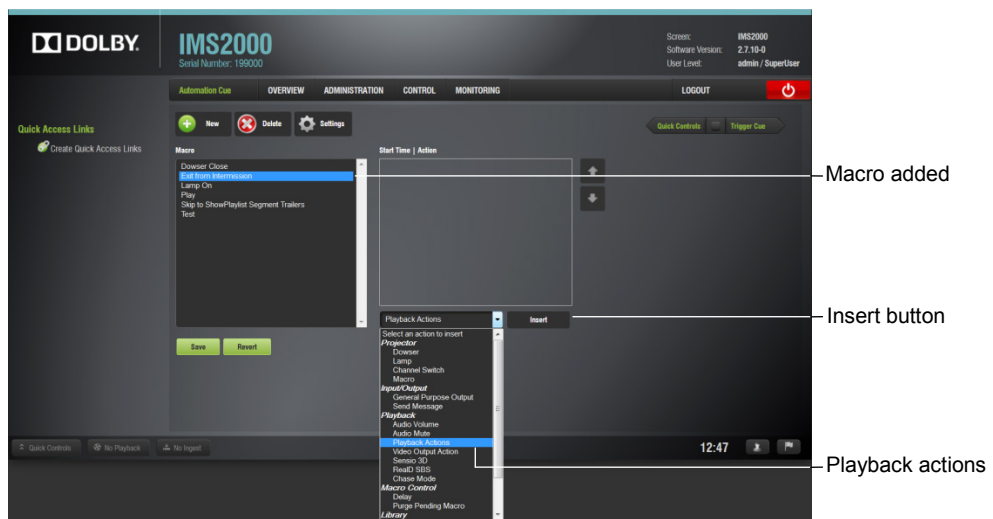 DOLBY.
IMS2000
Serial Number: 199000
Screen: IMS2000
Software Version: 2.7.10-0
User Level: admin / SuperUser
Automation Cue OVERVIEW ADMINISTRATION CONTROL MONITORING LOGOUT
Quick Access Links
Create Quick Access Links
New Delete Settings
Quick Controls Trigger Cue
Macro
Dowser Close
Exit from Intermission
Lamp On
Play
Skip to ShowPlaylist Segment Trailers
Test
Start Time | Action
Macro added
Playback Actions Insert
Insert button
Save Revert
Select an action to insert
Projector
Dowser
Lamp
Channel Switch
Macro
Input/Output
General Purpose Output
Send Message
Playback
Audio Volume
Audio Mute
Playback Actions
Video Output Action
Sensio 3D
RealD SBS
Chase Mode
Macro Control
Delay
Purge Pending Macro
Library
Playback actions
Quick Controls No Playback No Ingest 12:47